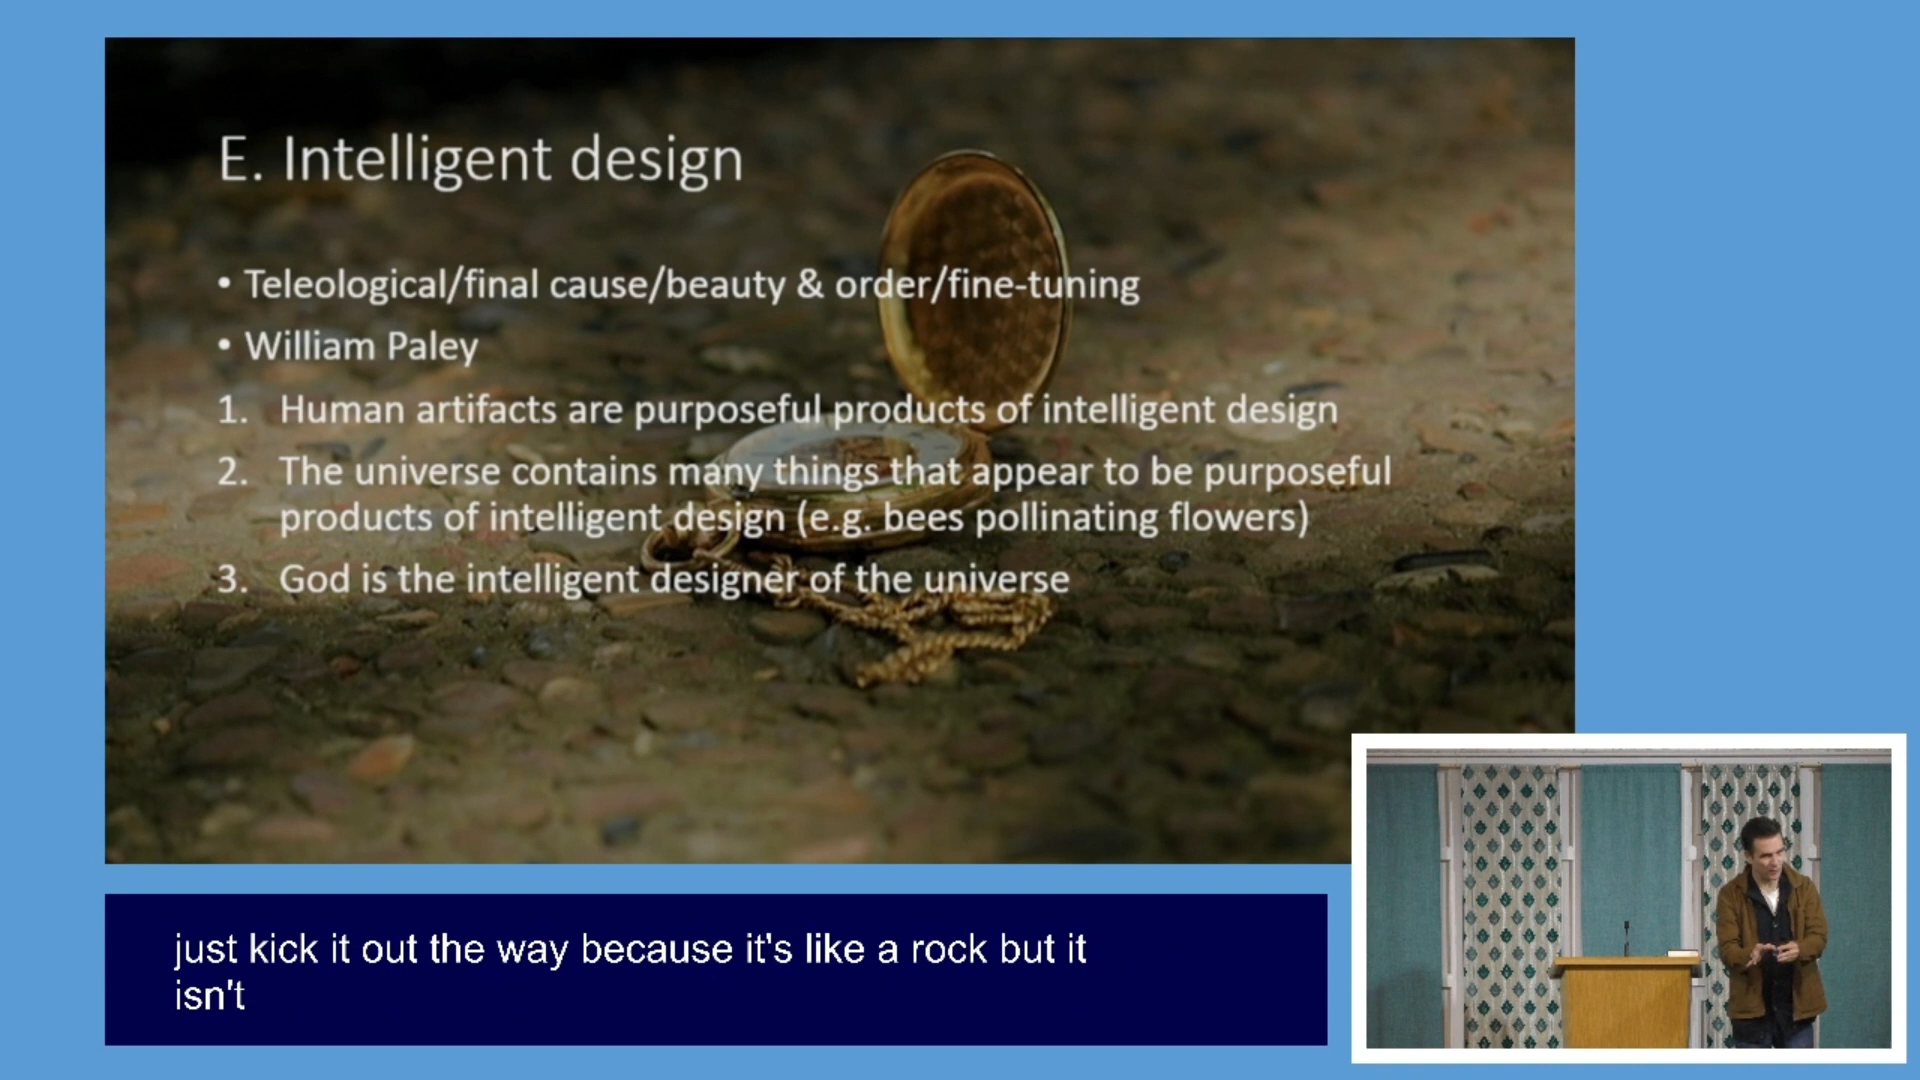 E. Intelligent design
• Teleological/final cause/beauty & order/fine-tuning
• William Paley
1. Human artifacts are purposeful products of intelligent design
2. The universe contains many things that appear to be purposeful
products of intelligent design (e.g. bees pollinating flowers)
3. God is the intelligent designer of the universe
just kick it out the way because it's like a rock but it
isn't